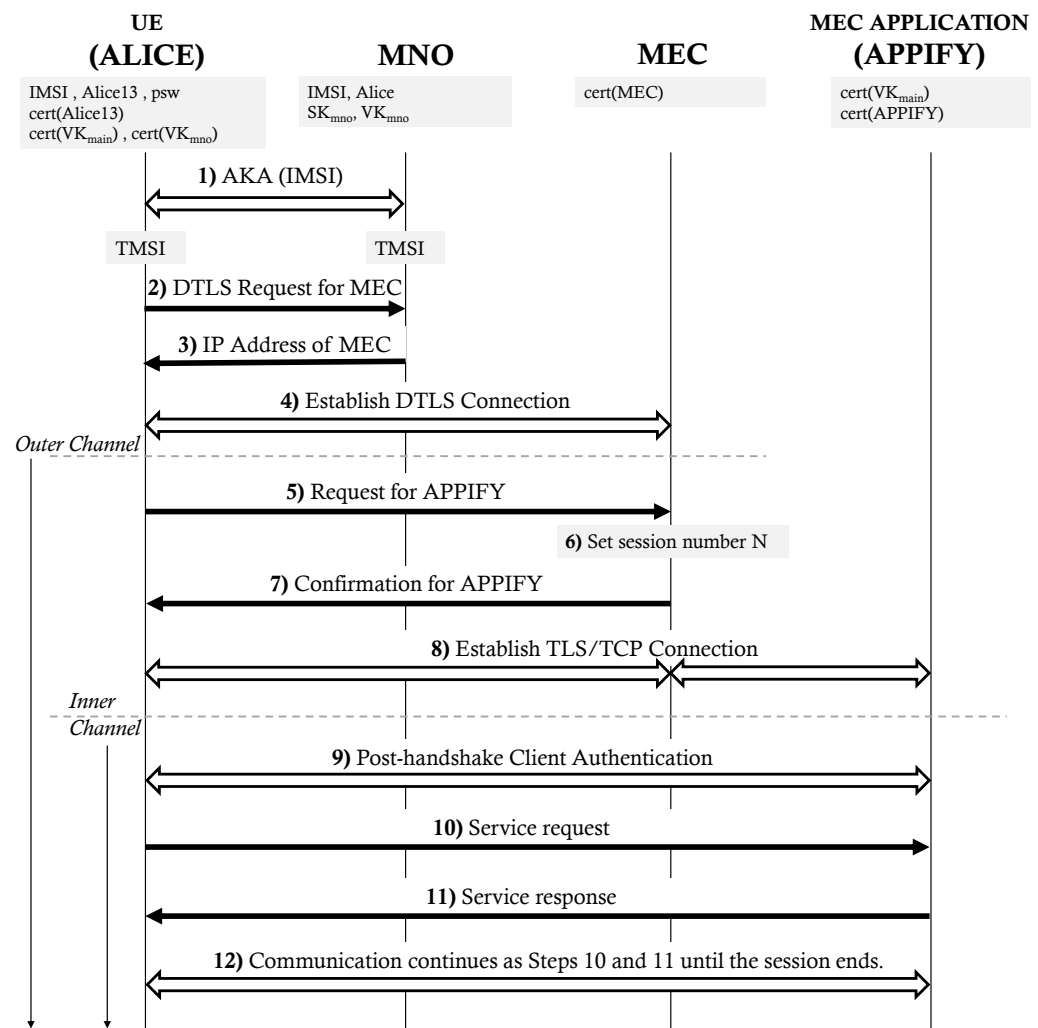 UE
(ALICE)
MNO
MEC
MEC APPLICATION
(APPIFY)
IMSI , Alice13 , psw
cert(Alice13)
cert(VKmain) , cert(VKmno)
IMSI, Alice
SKmno, VKmno
cert(MEC)
cert(VKmain)
cert(APPIFY)
1) AKA (IMSI)
TMSI
TMSI
2) DTLS Request for MEC
3) IP Address of MEC
4) Establish DTLS Connection
Outer Channel
5) Request for APPIFY
6) Set session number N
7) Confirmation for APPIFY
8) Establish TLS/TCP Connection
Inner
Channel
9) Post-handshake Client Authentication
10) Service request
11) Service response
12) Communication continues as Steps 10 and 11 until the session ends.